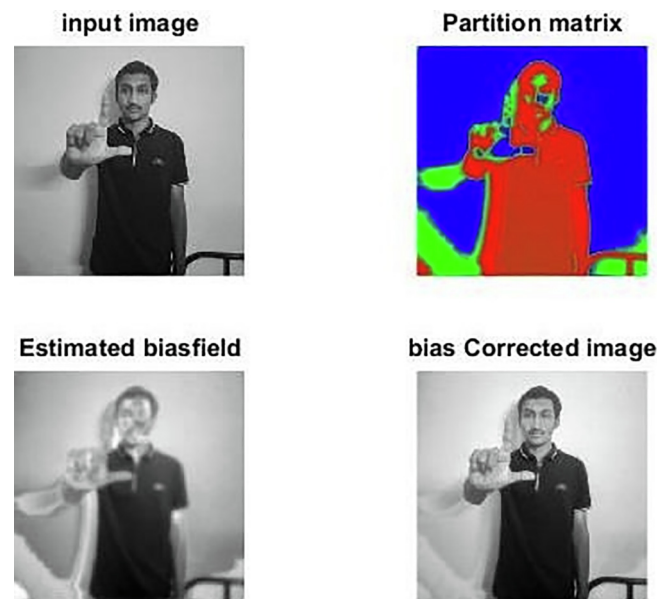 input image
Partition matrix
Estimated biasfield
bias Corrected image